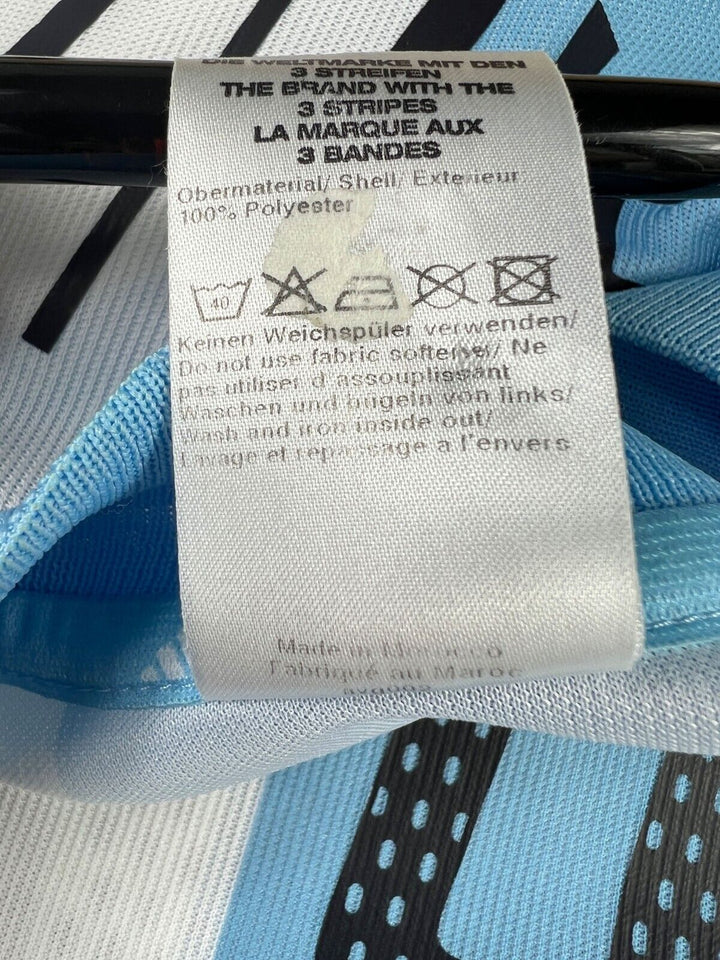 DIE WELTMARKE MIT DEN
3 STREIFEN
THE BRAND WITH THE
3 STRIPES
LA MARQUE AUX
3 BANDES
Obermaterial/ Shell/ Exterieur
100% Polyester
40
Keinen Weichspüler verwenden/
Do not use fabric softener/ Ne
pas utiliser d assouplissant
Waschen und bugeln von links/
Wash and iron inside out/
Lavage et repassage a l'envers
Made in Morocco
Fabriqué au Maroc